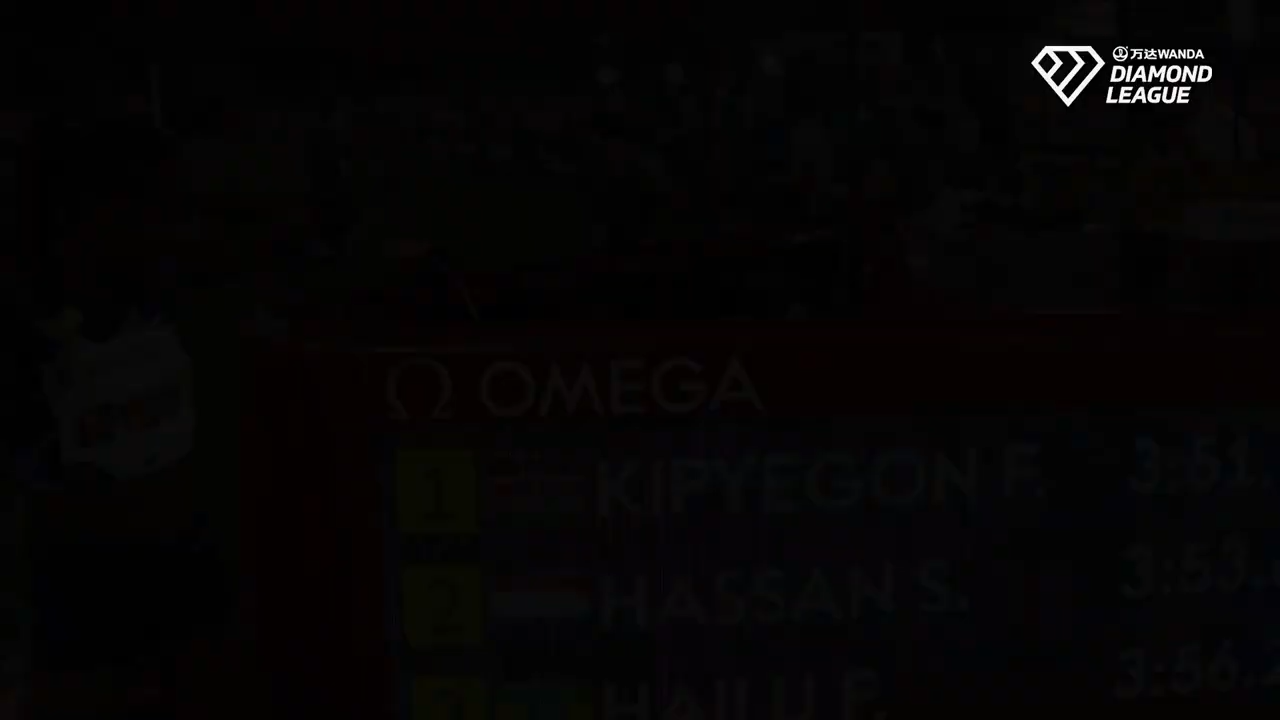 万达WANDA
DIAMOND
LEAGUE
Ω OMEGA
1 KIPYEGON F. 3:51.
2 HASSAN S. 3:53.
HAILU F. 3:56.